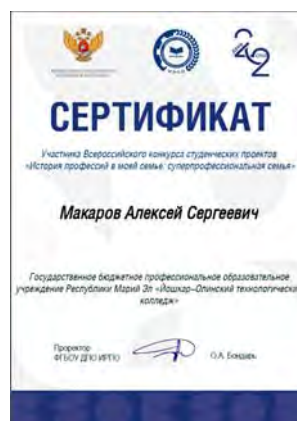 СЕРТИФИКАТ
Участника Всероссийского конкурса студенческих проектов
«История профессий в моей семье: суперпрофессиональная семья»
Макаров Алексей Сергеевич
Государственное бюджетное профессиональное образовательное
учреждение Республики Марий Эл «Йошкар–Олинский технологический
колледж»
Проректор
ФГБОУ ДПО ИРПО
О.А. Бондарь